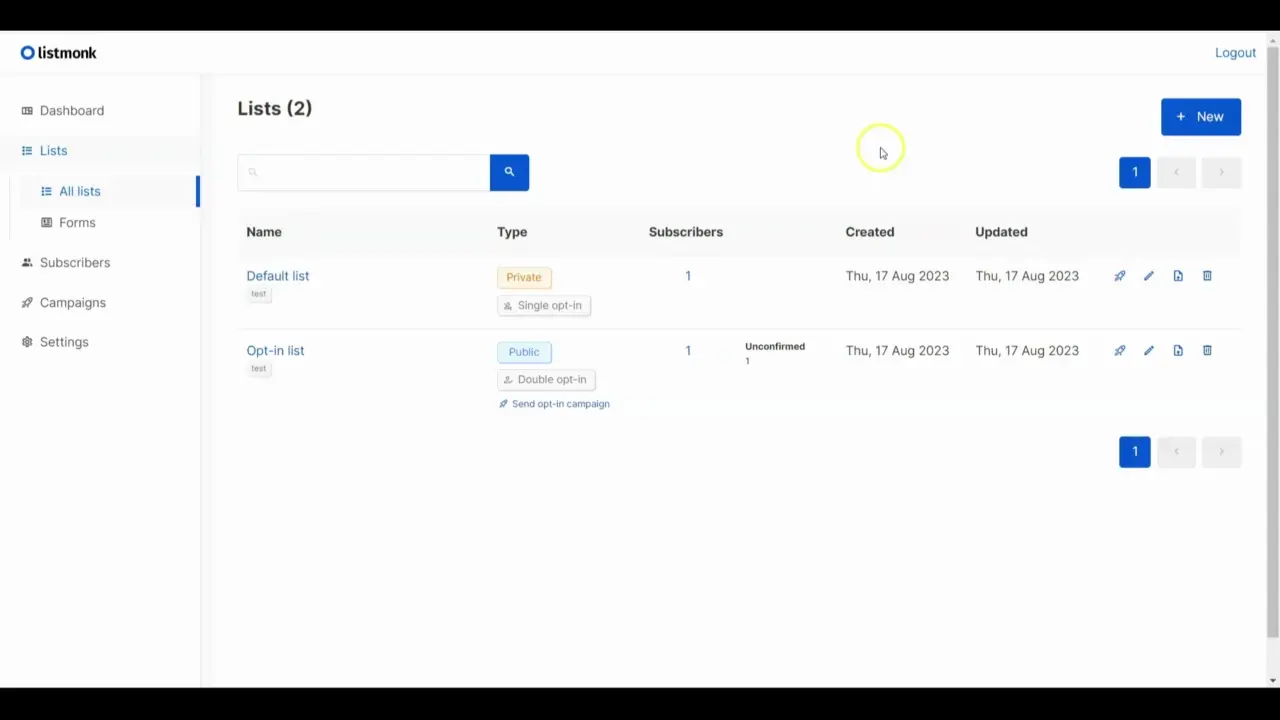 listmonk
Logout
Dashboard
Lists
All lists
Forms
Subscribers
Campaigns
Settings
Lists (2)
+ New
1
Name Type Subscribers Created Updated
Default list Private 1 Thu, 17 Aug 2023 Thu, 17 Aug 2023
test
Single opt-in
Opt-in list Public 1 Unconfirmed Thu, 17 Aug 2023 Thu, 17 Aug 2023
1
test
Double opt-in
Send opt-in campaign
1